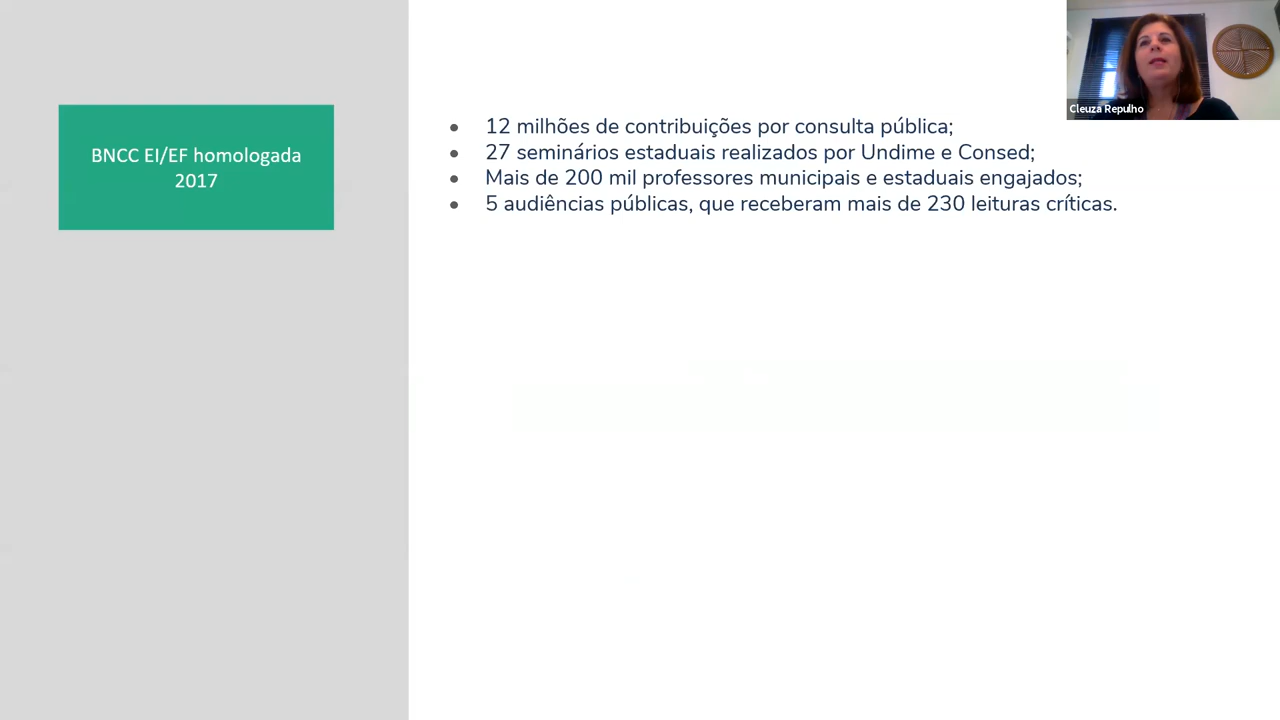 BNCC EI/EF homologada
2017
• 12 milhões de contribuições por consulta pública;
• 27 seminários estaduais realizados por Undime e Consed;
• Mais de 200 mil professores municipais e estaduais engajados;
• 5 audiências públicas, que receberam mais de 230 leituras críticas.
Cleuza Repulho